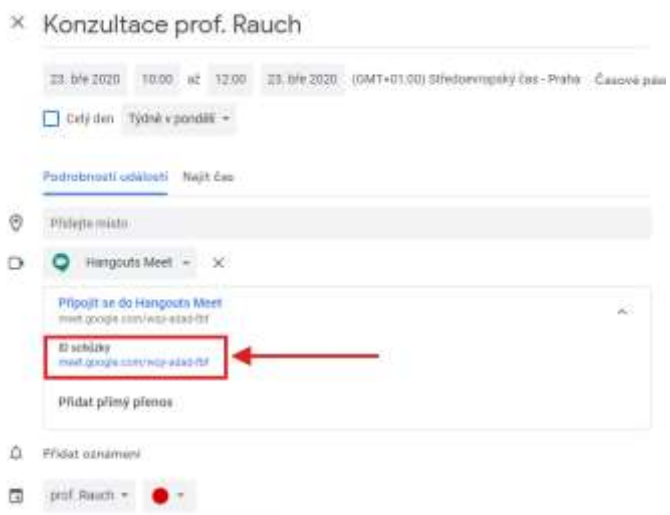 Konzultace prof. Rauch
23. bře 2020 10:00 až 12:00 23. bře 2020 (GMT+01:00) Středoevropský čas - Praha Časové
Celý den Týdně v pondělí
Podrobnosti události Najít čas
Přidejte místo
Hangouts Meet
Připojit se do Hangouts Meet
ID schůzky
Přidat přímý přenos
Přidat oznámení
prof. Rauch